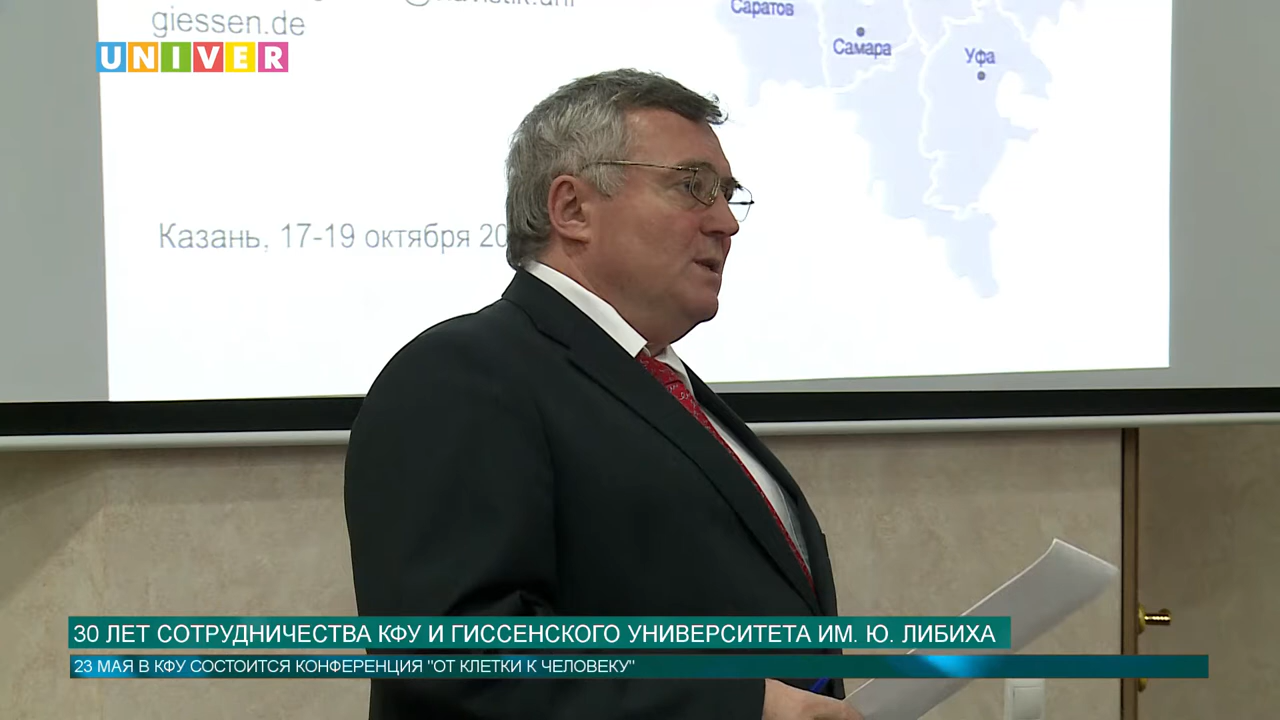 giessen.de
UNIVER
Саратов
Самара
Уфа
Казань, 17-19 октября
30 ЛЕТ СОТРУДНИЧЕСТВА КФУ И ГИССЕНСКОГО УНИВЕРСИТЕТА ИМ. Ю. ЛИБИХА
23 МАЯ В КФУ СОСТОИТСЯ КОНФЕРЕНЦИЯ "ОТ КЛЕТКИ К ЧЕЛОВЕКУ"